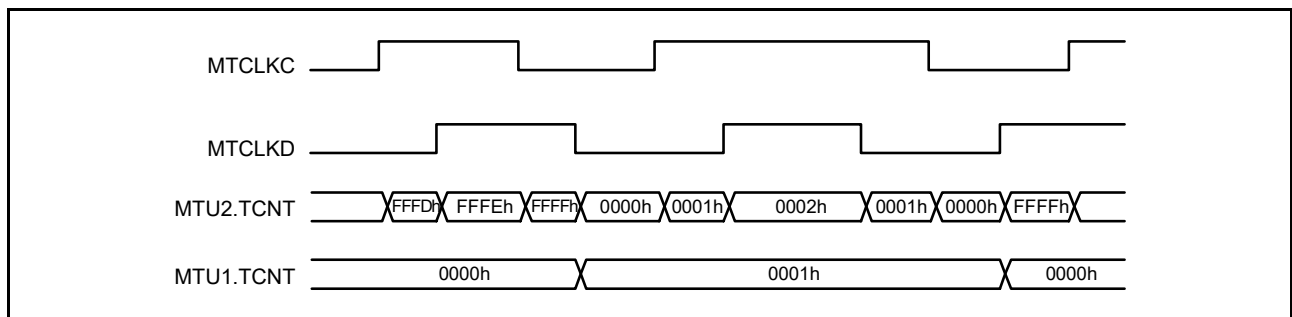 MTCLKC
MTCLKD
MTU2.TCNT FFFDh FFFEh FFFFh 0000h 0001h 0002h 0001h 0000h FFFFh
MTU1.TCNT 0000h 0001h 0000h